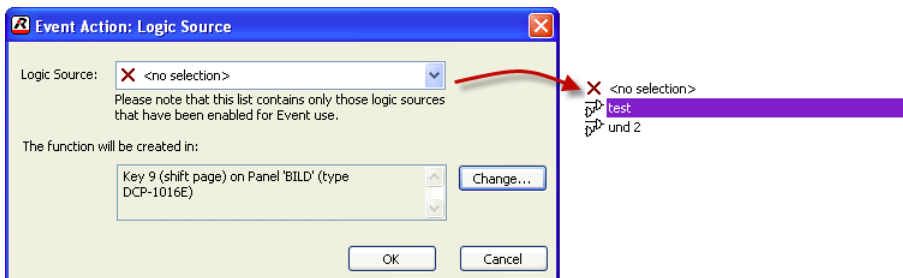 Event Action: Logic Source
Logic Source:
<no selection>
Please note that this list contains only those logic sources
that have been enabled for Event use.
The function will be created in:
Key 9 (shift page) on Panel 'BILD' (type
DCP-1016E)
Change...
OK
Cancel
<no selection>
test
und 2